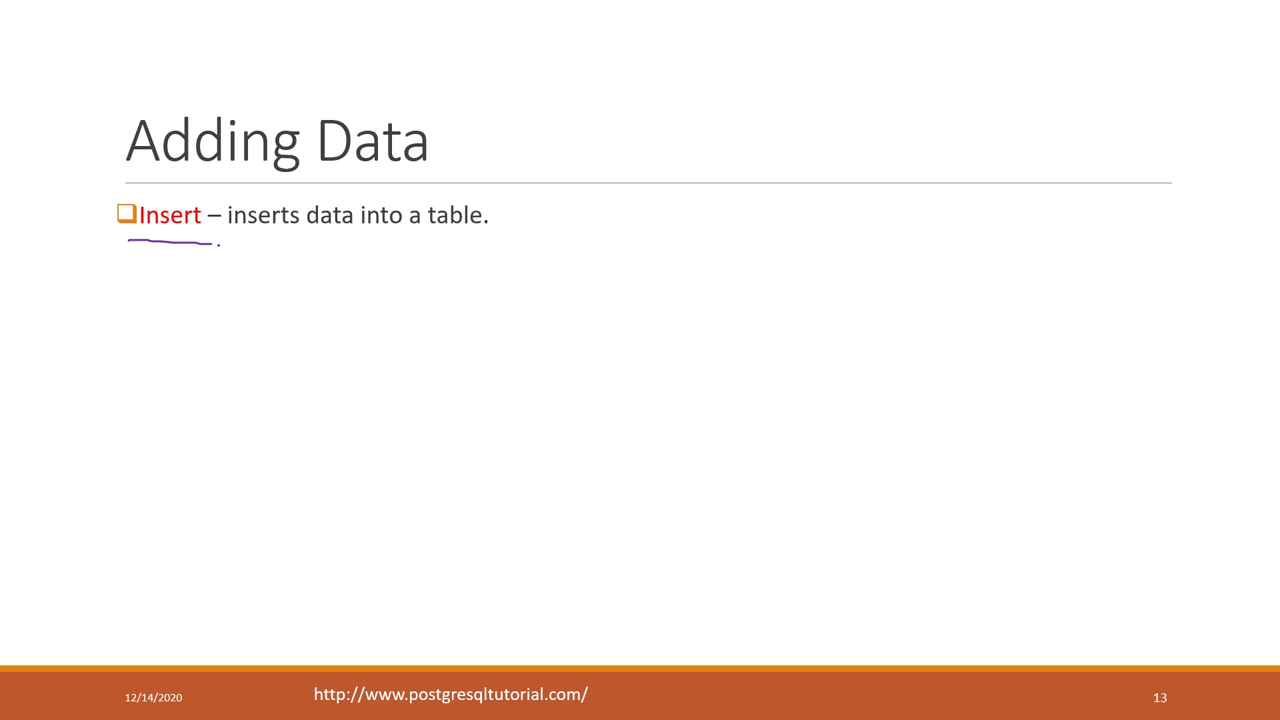 Adding Data
❑Insert – inserts data into a table.
12/14/2020
http://www.postgresqltutorial.com/
13